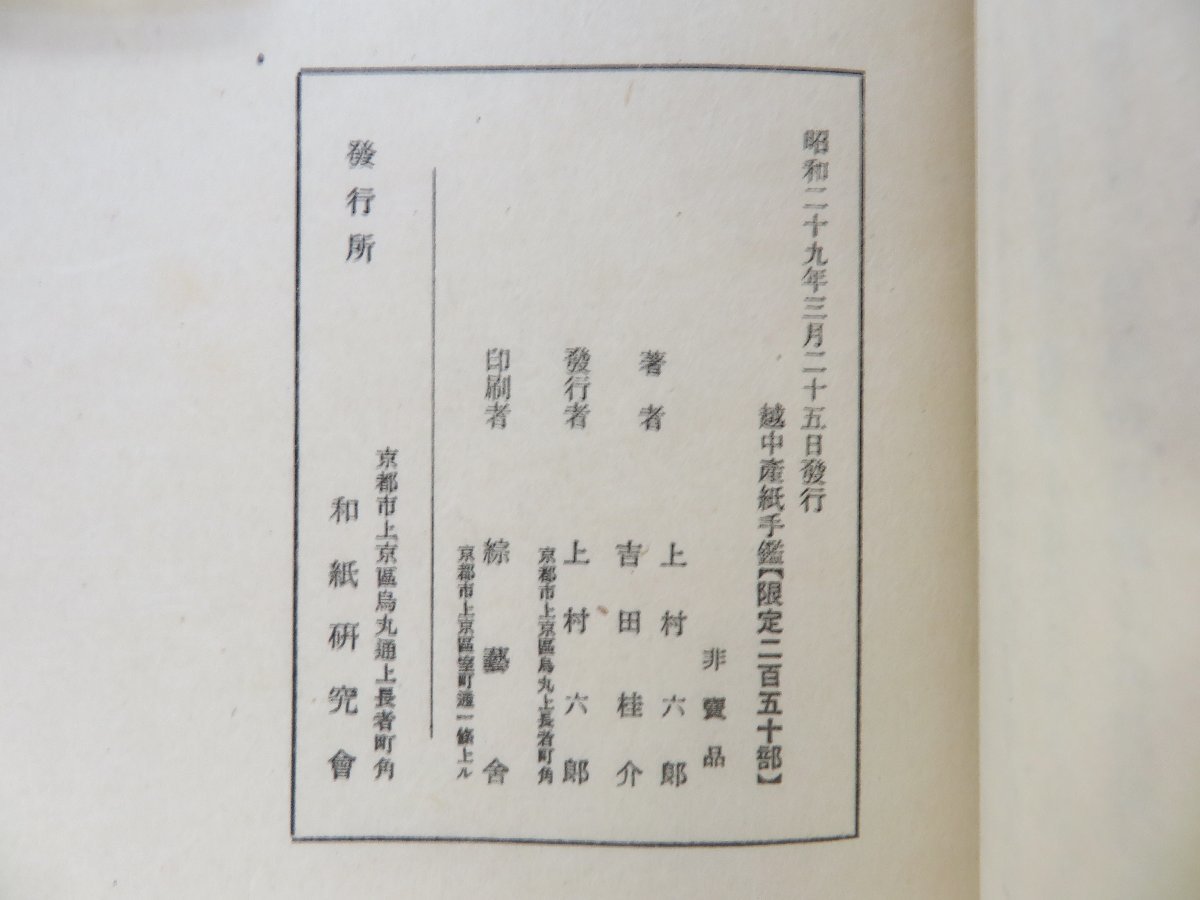 昭和二十九年三月二十五日發行
越中產紙手鑑【限定二百五十部】
非賣品
著者 上村六郎
吉田桂介
發行者 上村六郎
京都市上京區烏丸上長者町角
印刷者 綜藝舍
京都市上京區室町通一條上ル
京都市上京區烏丸通上長者町角
發行所 和紙硏究會